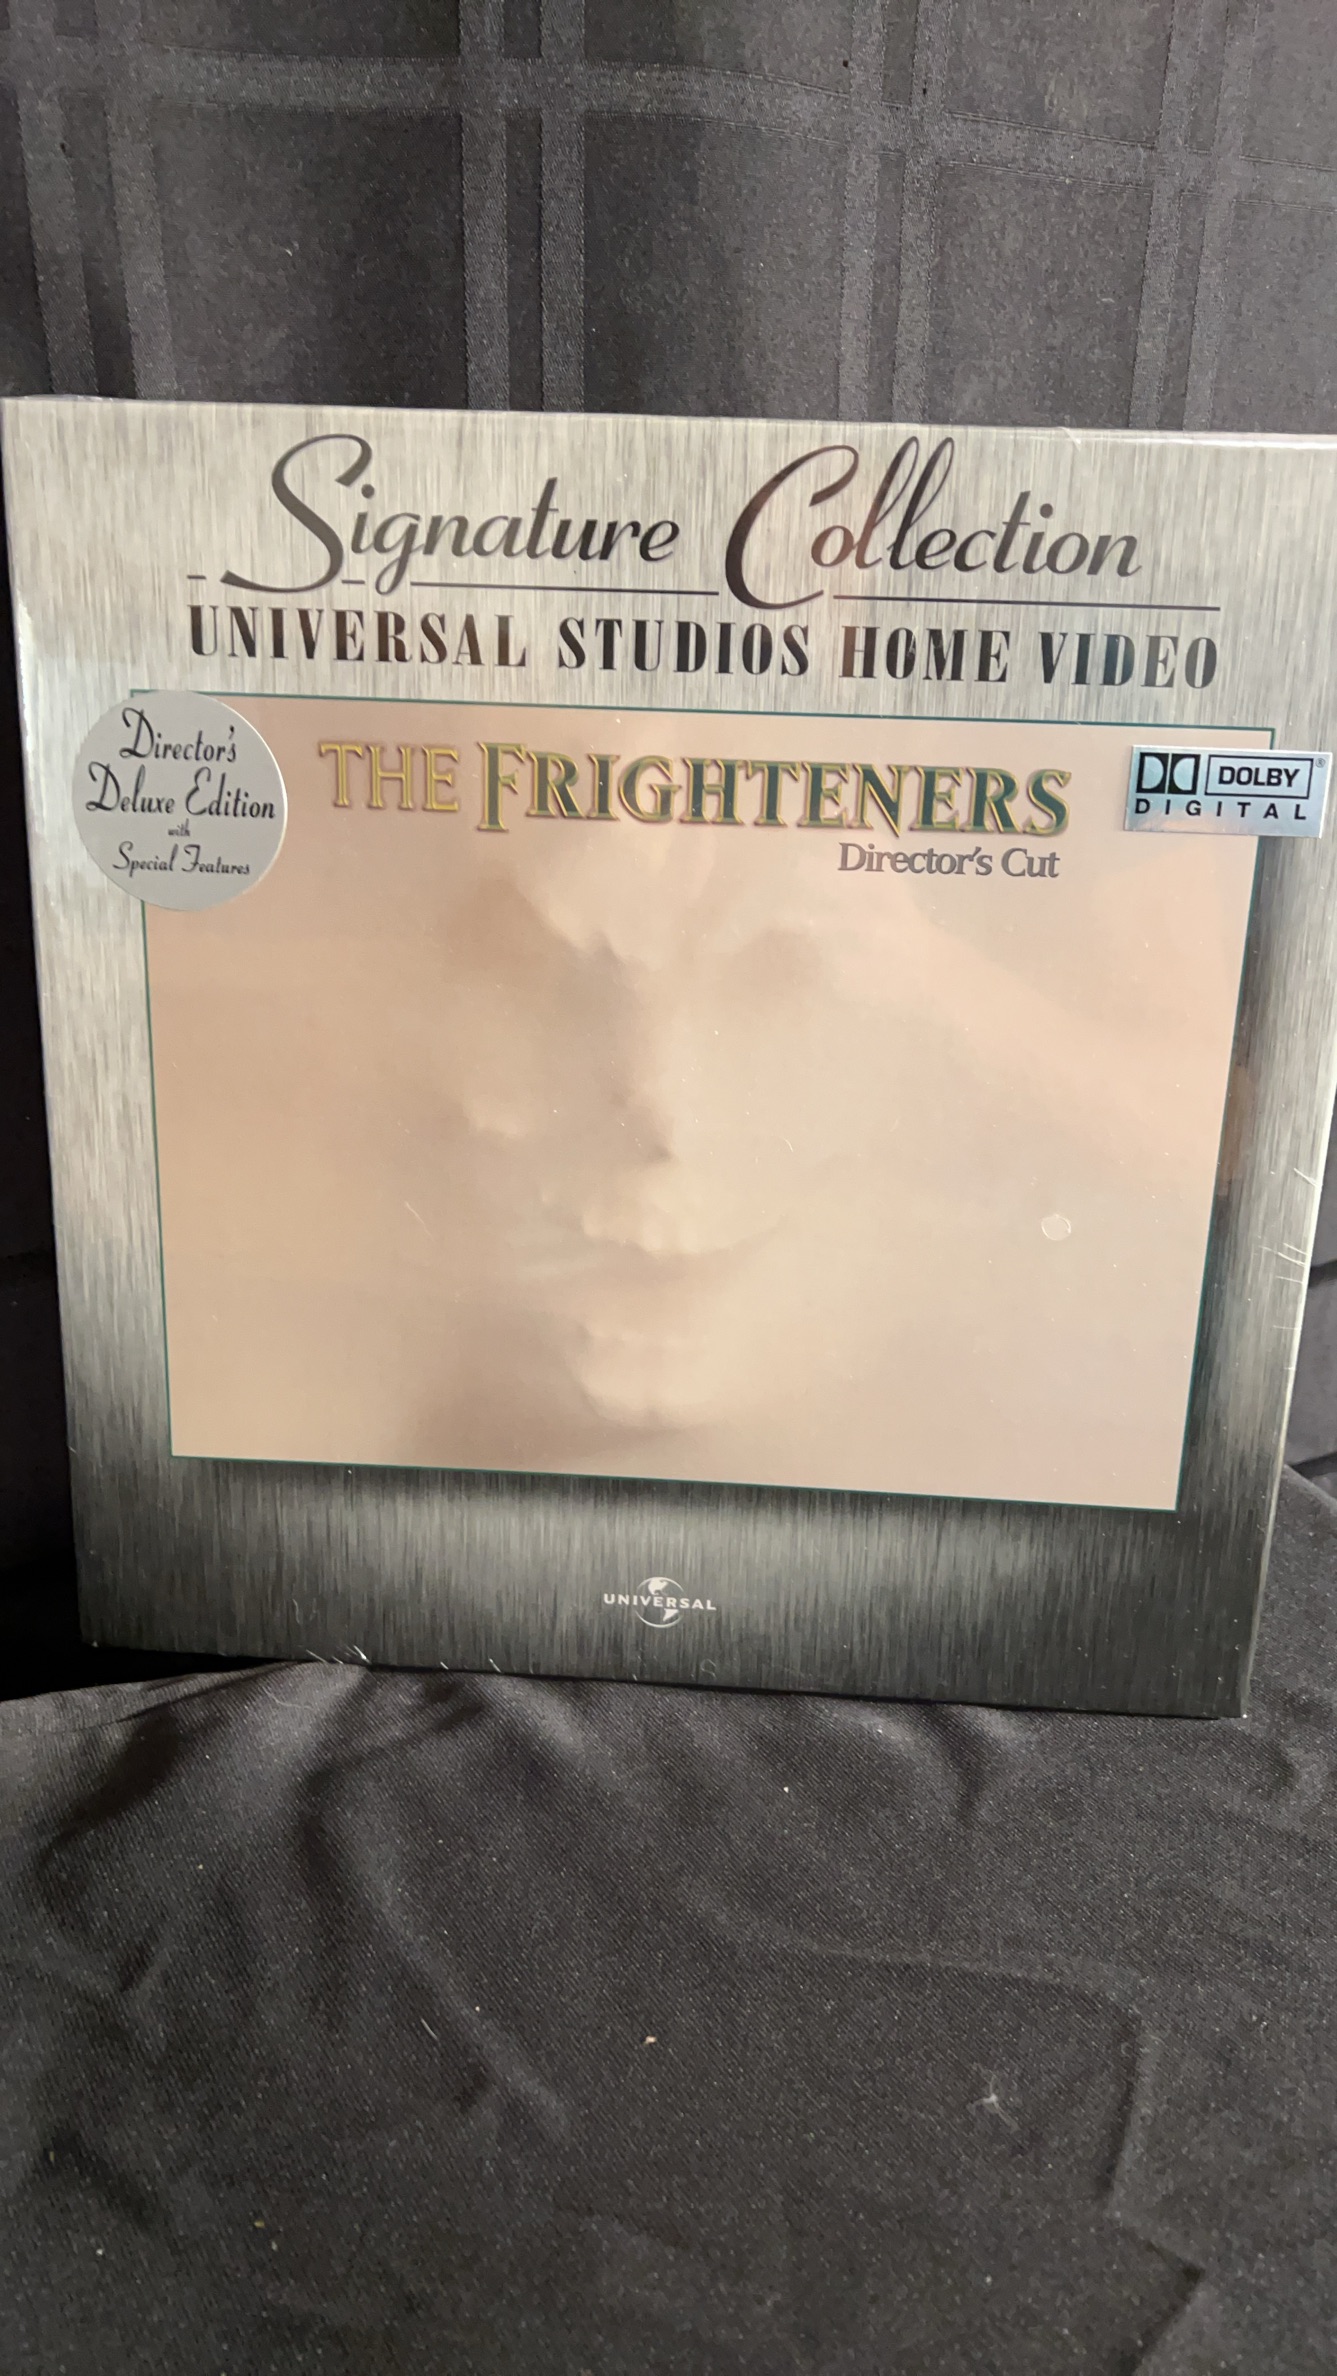 Signature Collection
UNIVERSAL STUDIOS HOME VIDEO
Director's
Deluxe Edition
with
Special Features
THE FRIGHTENERS
Director's Cut
DOLBY®
DIGITAL
UNIVERSAL